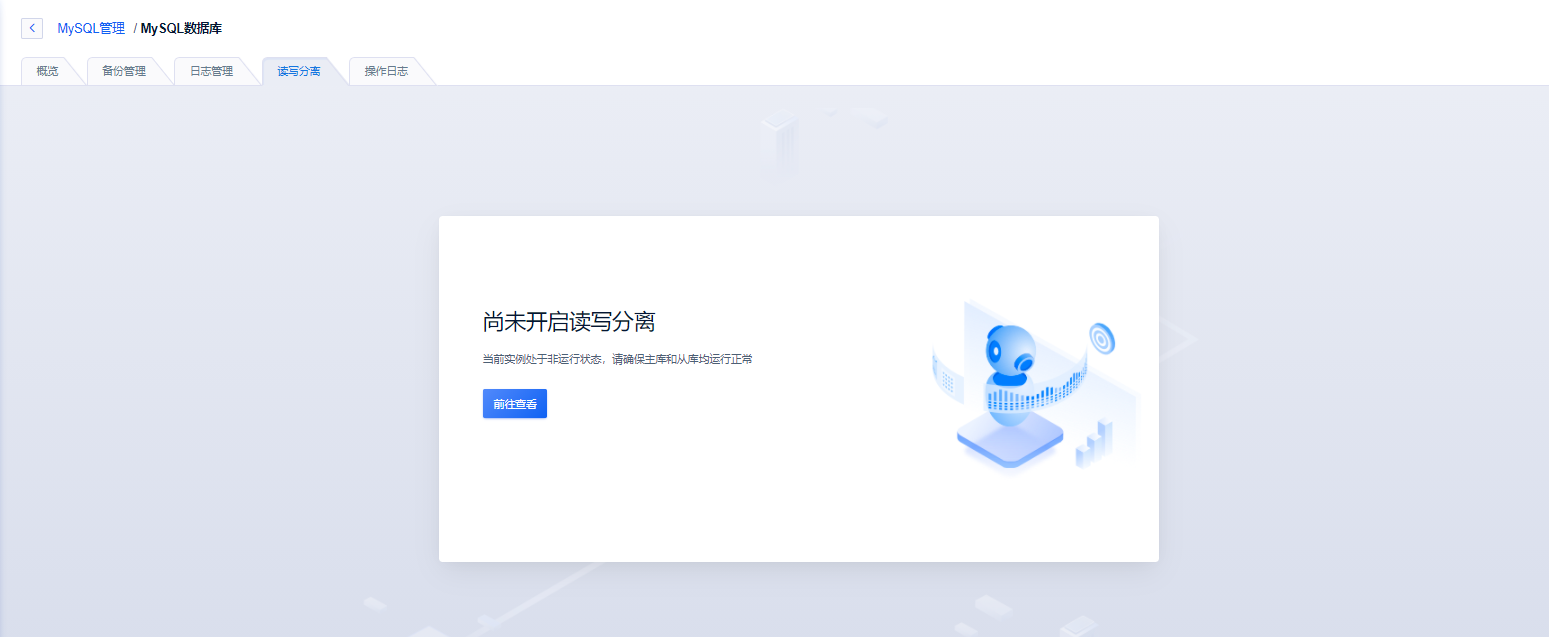 MySQL管理 / MySQL数据库
概览 备份管理 日志管理 读写分离 操作日志
尚未开启读写分离
当前实例处于非运行状态，请确保主库和从库均运行正常
前往查看